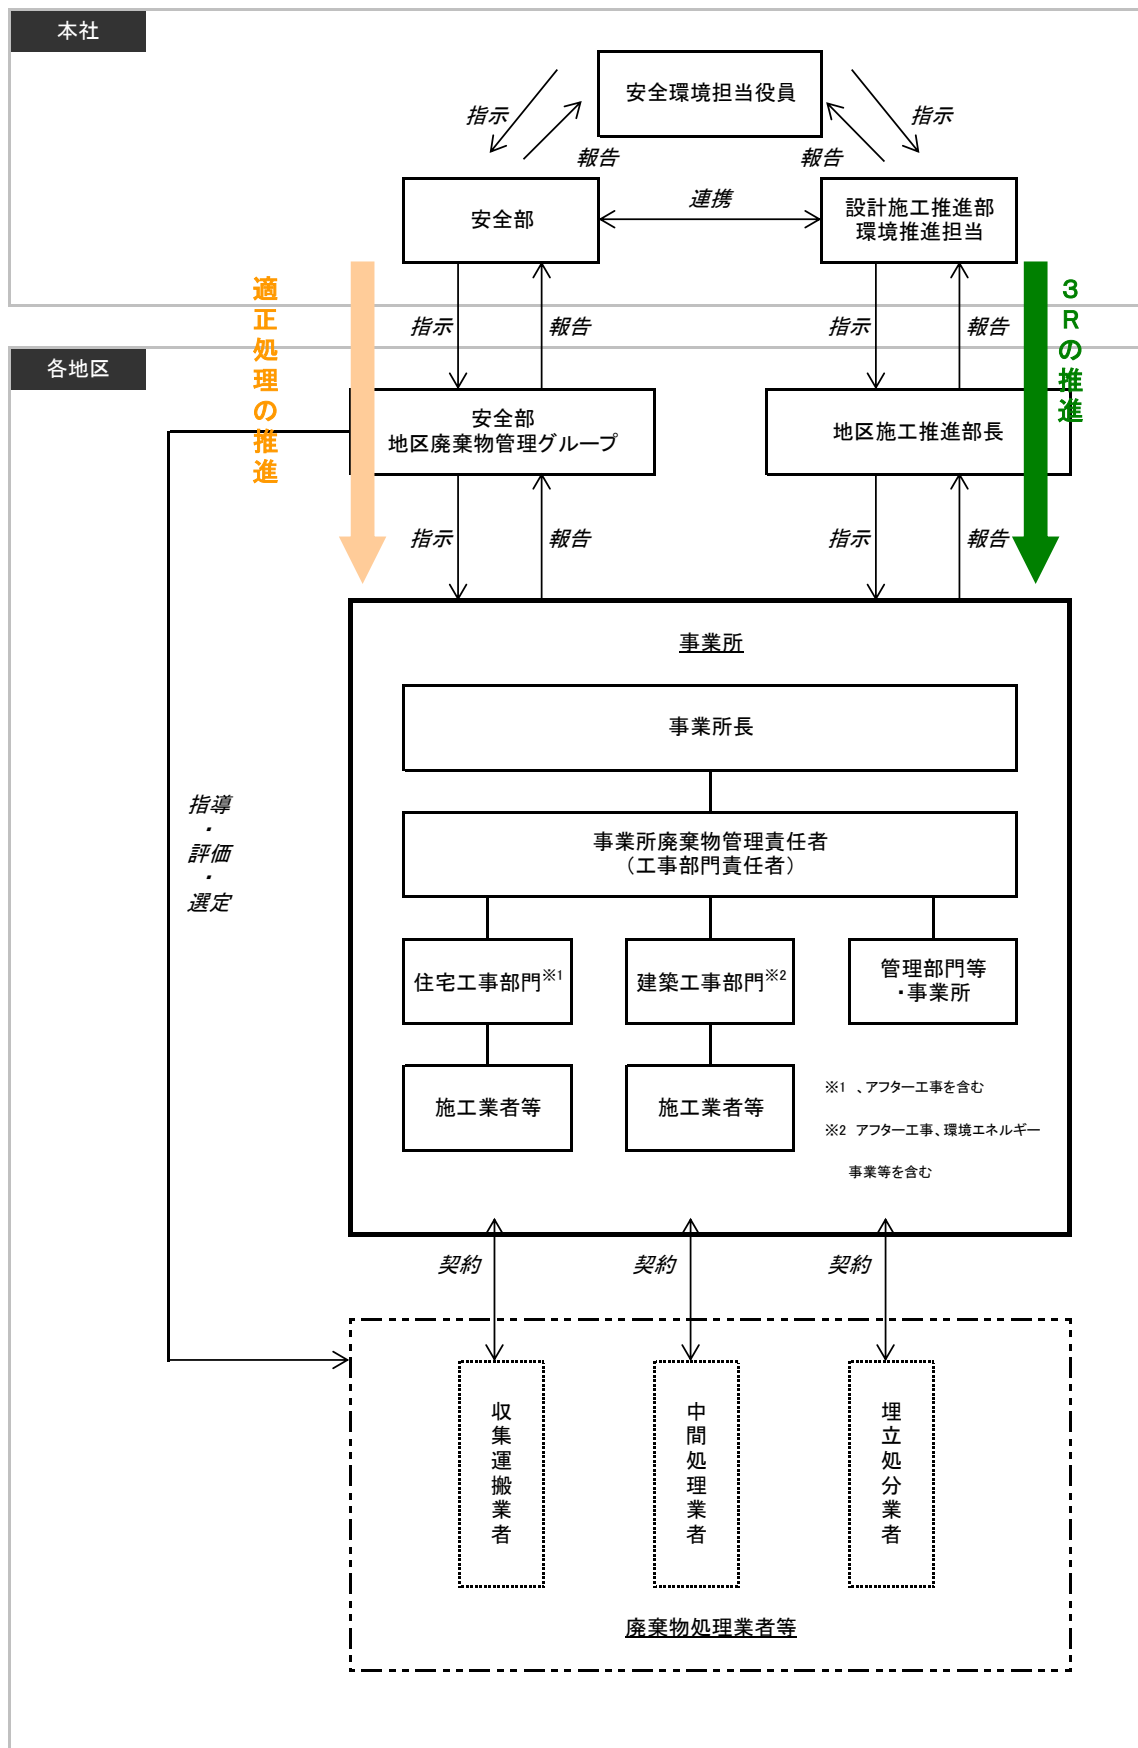 本社
安全環境担当役員
指示
報告
報告
指示
安全部
連携
設計施工推進部
環境推進担当
適正処理の推進
3Rの推進
指示
報告
指示
報告
各地区
安全部
地区廃棄物管理グループ
地区施工推進部長
指示
報告
指示
報告
事業所
事業所長
指導
・
評価
・
選定
事業所廃棄物管理責任者
（工事部門責任者）
住宅工事部門※1
建築工事部門※2
管理部門等
・事業所
施工業者等
施工業者等
※1 、アフター工事を含む
※2 アフター工事、環境エネルギー
事業等を含む
契約
契約
契約
収集運搬業者
中間処理業者
埋立処分業者
廃棄物処理業者等